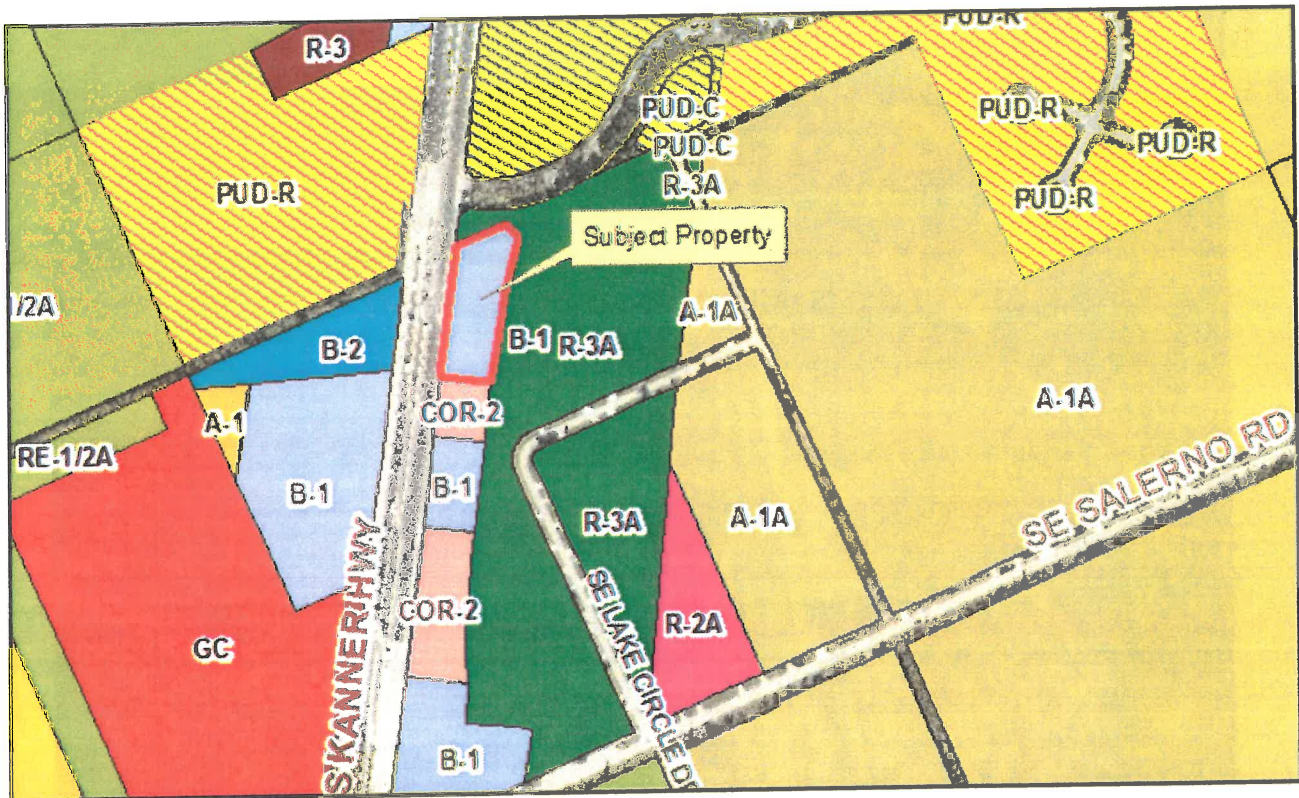 PUD-R
R-3
PUD-C
PUD-R
PUD-C
PUD-R
R-3A
PUD-R
PUD-R
Subject Property
1/2A
A-1A
B-2
B-1
R-3A
A-1A
COR-2
A-1
RE-1/2A
B-1
B-1
R-3A
A-1A
SE SALERNO RD
COR-2
R-2A
GC
S KANNER HWY
SE LAKE CIRCLE DR
B-1